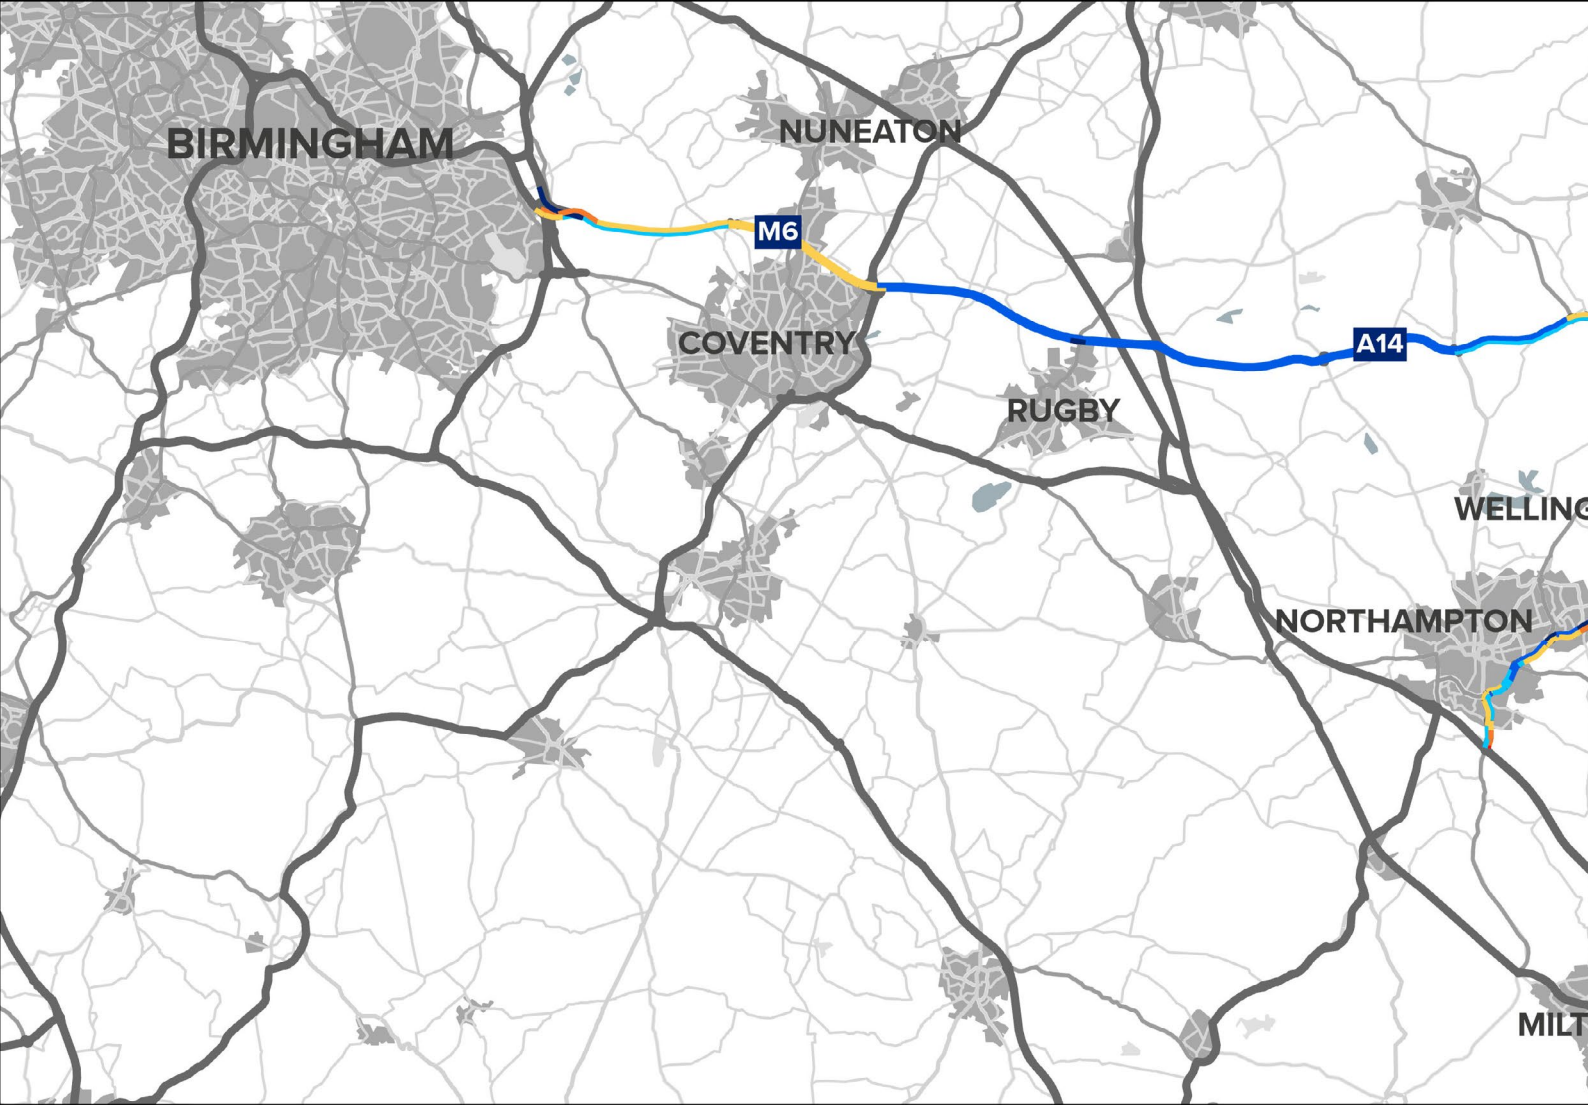 BIRMINGHAM
NUNEATON
M6
COVENTRY
A14
RUGBY
WELLING
NORTHAMPTON
MILT